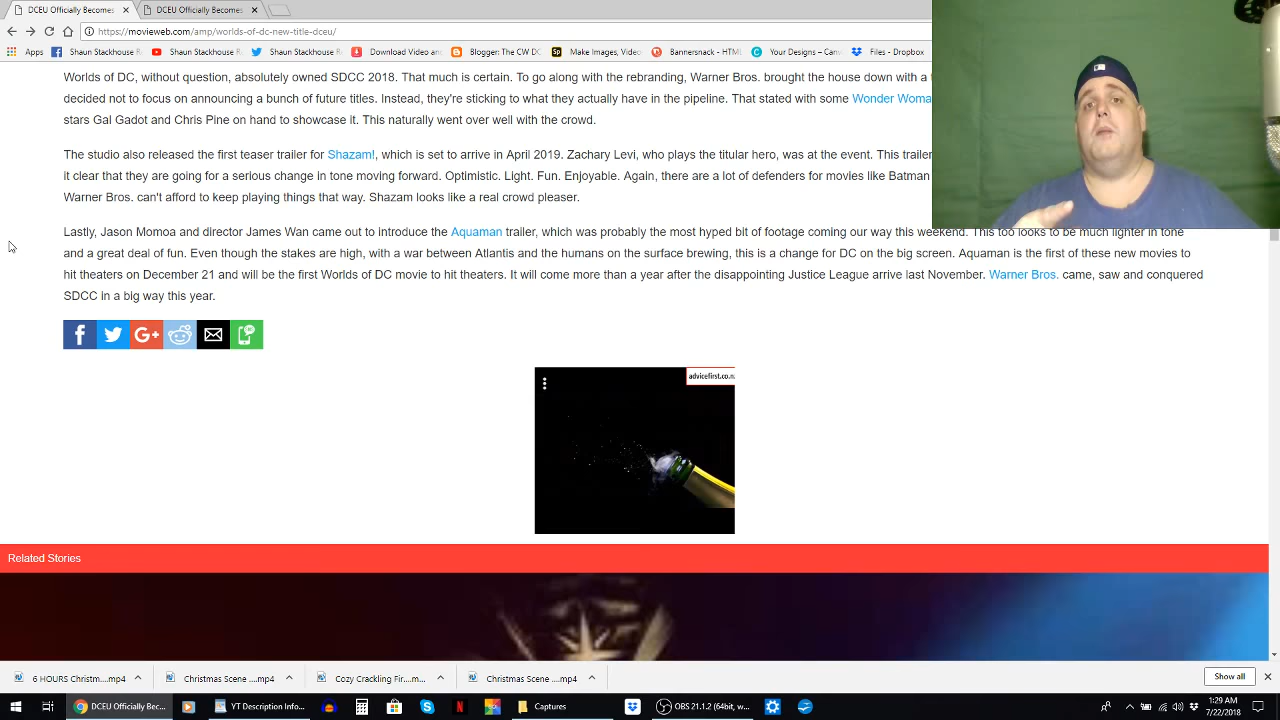 DCEU Officially Becomes
DCEU Officially Becomes
https://movieweb.com/amp/worlds-of-dc-new-title-dceu/
Apps Shaun Stackhouse Shaun Stackhouse R Shaun Stackhouse Download Video and Blogger: The CW DC Make Images, Video Bannersnack - HTML Your Designs – Canv Files - Dropbox
Worlds of DC, without question, absolutely owned SDCC 2018. That much is certain. To go along with the rebranding, Warner Bros. brought the house down with a
decided not to focus on announcing a bunch of future titles. Instead, they're sticking to what they actually have in the pipeline. That stated with some Wonder Woma
stars Gal Gadot and Chris Pine on hand to showcase it. This naturally went over well with the crowd.
The studio also released the first teaser trailer for Shazam!, which is set to arrive in April 2019. Zachary Levi, who plays the titular hero, was at the event. This trailer
it clear that they are going for a serious change in tone moving forward. Optimistic. Light. Fun. Enjoyable. Again, there are a lot of defenders for movies like Batman
Warner Bros. can't afford to keep playing things that way. Shazam looks like a real crowd pleaser.
Lastly, Jason Momoa and director James Wan came out to introduce the Aquaman trailer, which was probably the most hyped bit of footage coming our way this weekend. This too looks to be much lighter in tone
and a great deal of fun. Even though the stakes are high, with a war between Atlantis and the humans on the surface brewing, this is a change for DC on the big screen. Aquaman is the first of these new movies to
hit theaters on December 21 and will be the first Worlds of DC movie to hit theaters. It will come more than a year after the disappointing Justice League arrive last November. Warner Bros. came, saw and conquered
SDCC in a big way this year.
advicefirst.co.nz
Related Stories
6 HOURS Christm....mp4 Christmas Scene ....mp4 Cozy Crackling Fir....mp4 Christmas Scene ....mp4 Show all
DCEU Officially Bec... YT Description Info... Captures OBS 21.1.2 (64bit, w... 1:29 AM
7/22/2018